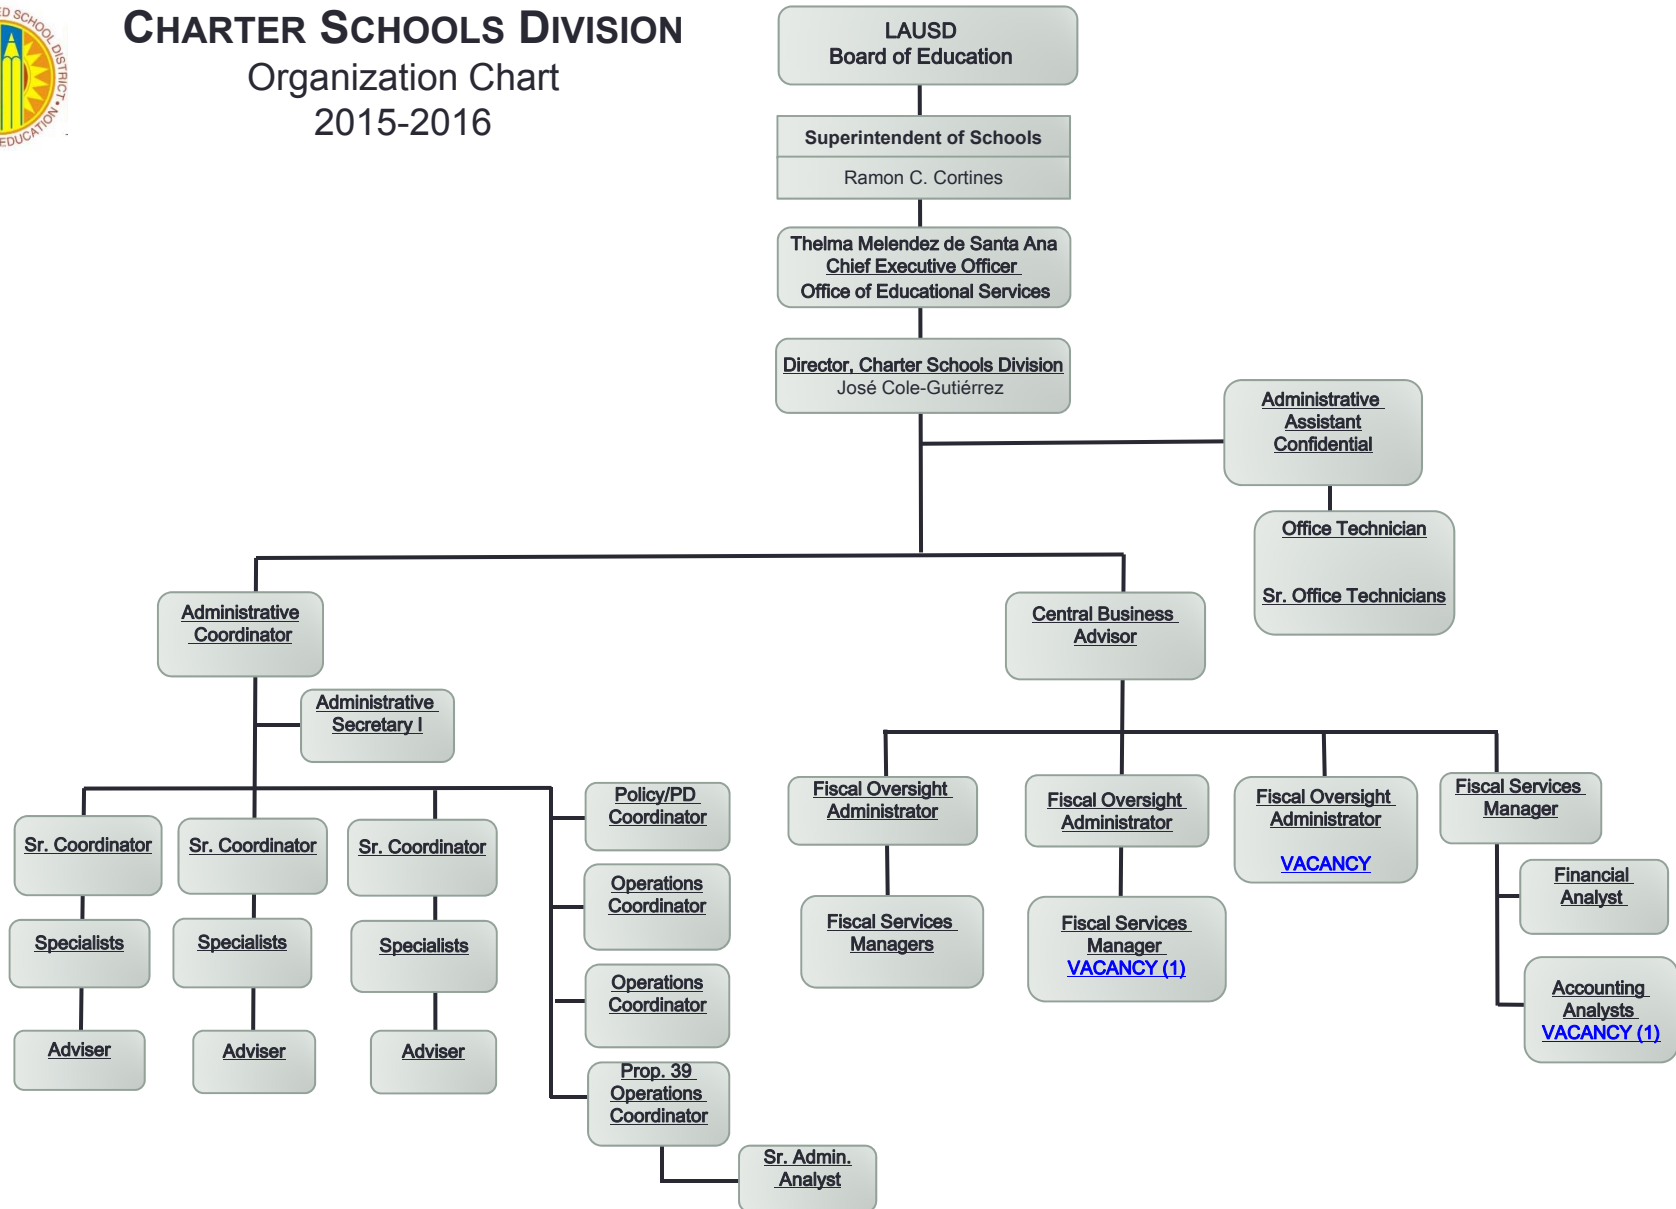 ED SCHOOL DISTRICT •
EDUCATION
CHARTER SCHOOLS DIVISION
Organization Chart
2015-2016
LAUSD
Board of Education
Superintendent of Schools
Ramon C. Cortines
Thelma Melendez de Santa Ana
Chief Executive Officer
Office of Educational Services
Director, Charter Schools Division
José Cole-Gutiérrez
Administrative
Assistant
Confidential
Office Technician
Sr. Office Technicians
Administrative
Coordinator
Central Business
Advisor
Administrative
Secretary I
Sr. Coordinator
Specialists
Adviser
Sr. Coordinator
Specialists
Adviser
Sr. Coordinator
Specialists
Adviser
Policy/PD
Coordinator
Operations
Coordinator
Operations
Coordinator
Prop. 39
Operations
Coordinator
Sr. Admin.
Analyst
Fiscal Oversight
Administrator
Fiscal Services
Managers
Fiscal Oversight
Administrator
Fiscal Services
Manager
VACANCY (1)
Fiscal Oversight
Administrator
VACANCY
Fiscal Services
Manager
Financial
Analyst
Accounting
Analysts
VACANCY (1)